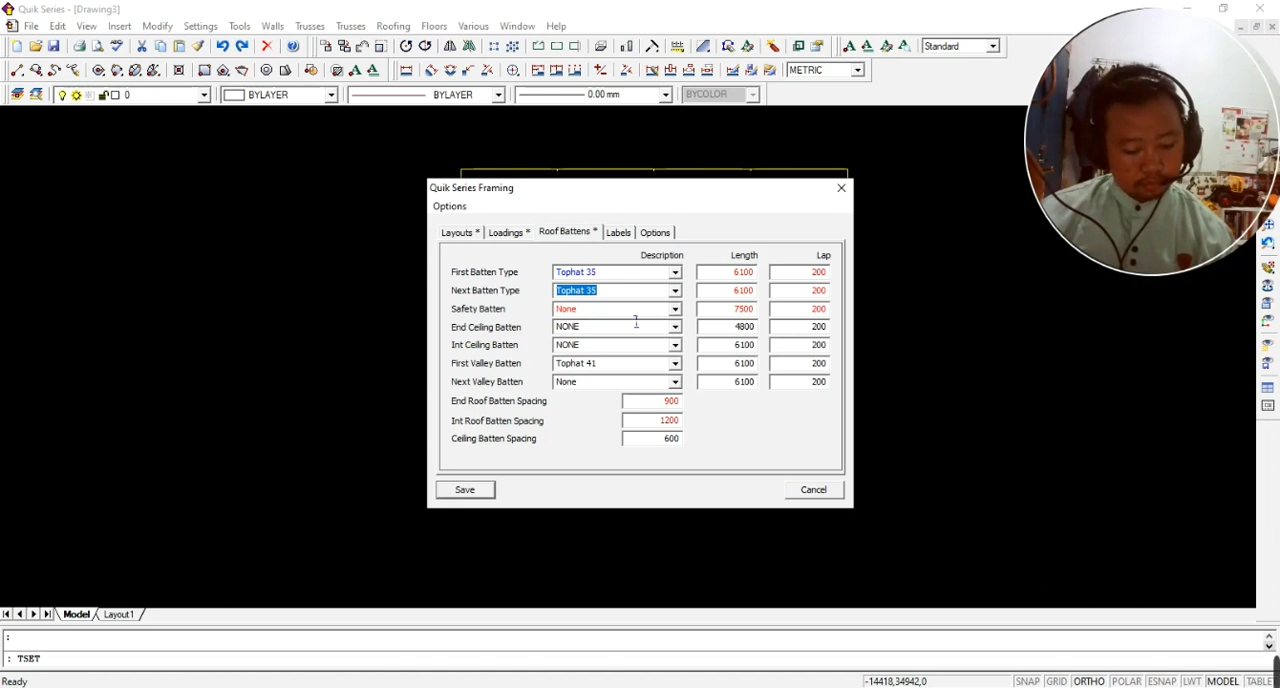 Quik Series - [Drawing3]
File Edit View Insert Modify Settings Tools Walls Trusses Trusses Roofing Floors Various Window Help
Standard
METRIC
0 BYLAYER BYLAYER 0.00 mm BYCOLOR
Quik Series Framing
Options
Layouts * Loadings * Roof Battens * Labels Options
Description Length Lap
First Batten Type Tophat 35 6100 200
Next Batten Type Tophat 35 6100 200
Safety Batten None 7500 200
End Ceiling Batten NONE 4800 200
Int Ceiling Batten NONE 6100 200
First Valley Batten Tophat 41 6100 200
Next Valley Batten None 6100 200
End Roof Batten Spacing 900
Int Roof Batten Spacing 1200
Ceiling Batten Spacing 600
Save Cancel
Model Layout1
:
: TSET
Ready -14418,34942,0 SNAP GRID ORTHO POLAR ESNAP LWT MODEL TABLET